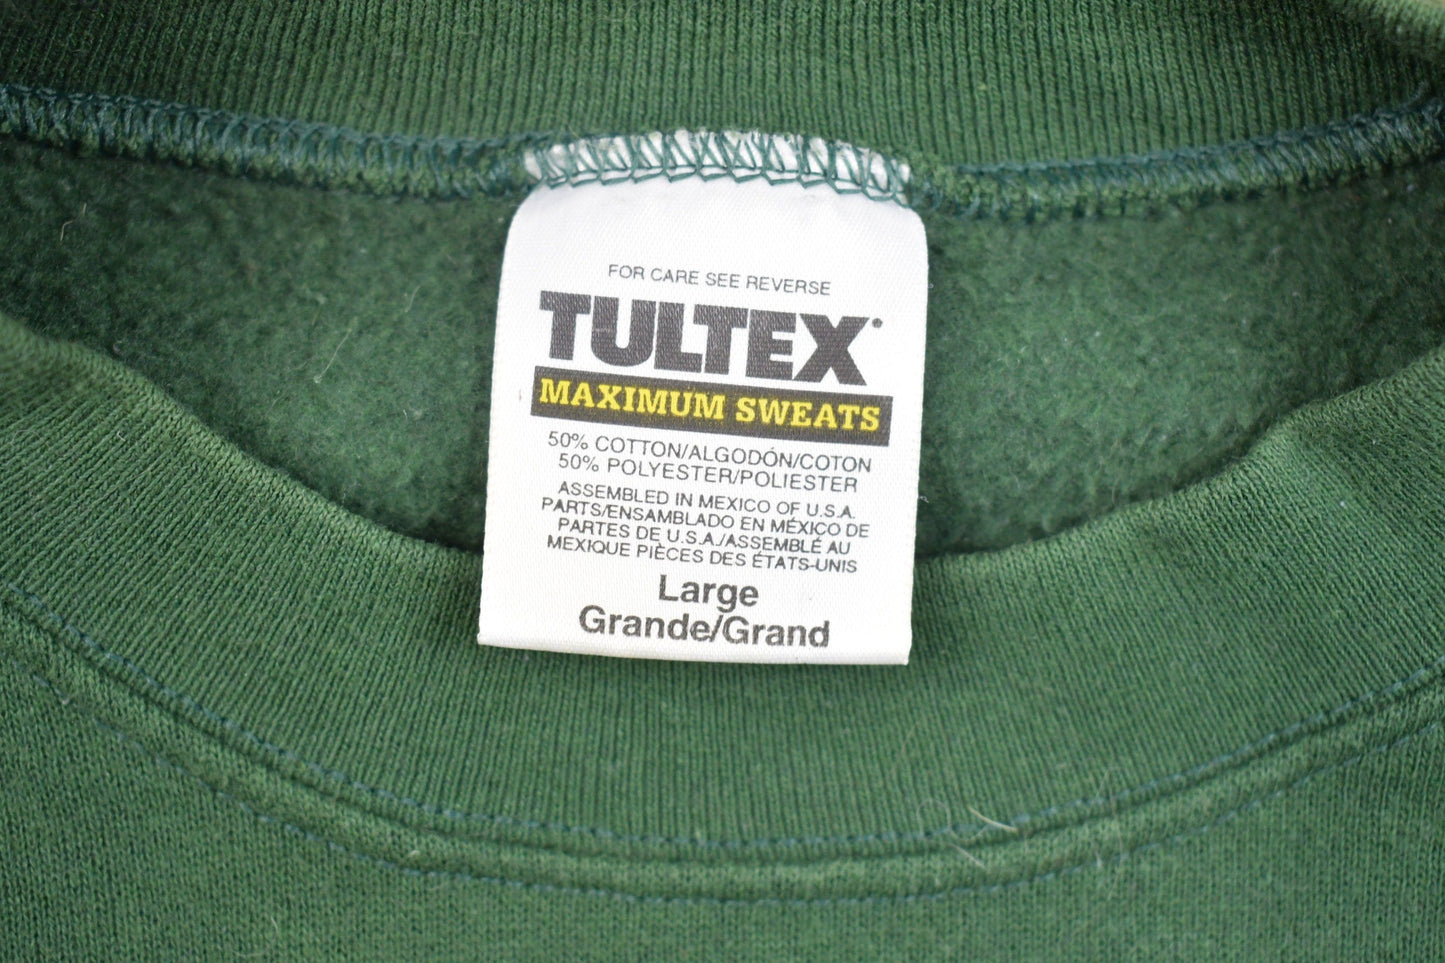 FOR CARE SEE REVERSE
TULTEX®
MAXIMUM SWEATS
50% COTTON/ALGODÓN/COTON
50% POLYESTER/POLIESTER
ASSEMBLED IN MEXICO OF U.S.A.
PARTS/ENSAMBLADO EN MÉXICO DE
PARTES DE U.S.A./ASSEMBLÉ AU
MEXIQUE PIÈCES DES ÉTATS-UNIS
Large
Grande/Grand